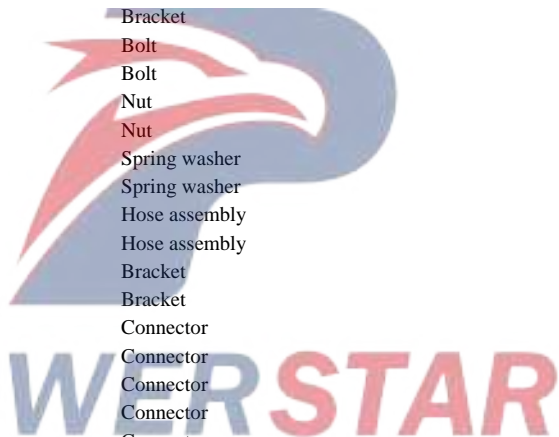 Bracket
Bolt
Bolt
Nut
Nut
Spring washer
Spring washer
Hose assembly
Hose assembly
Bracket
Bracket
Connector
Connector
Connector
Connector
WERSTAR